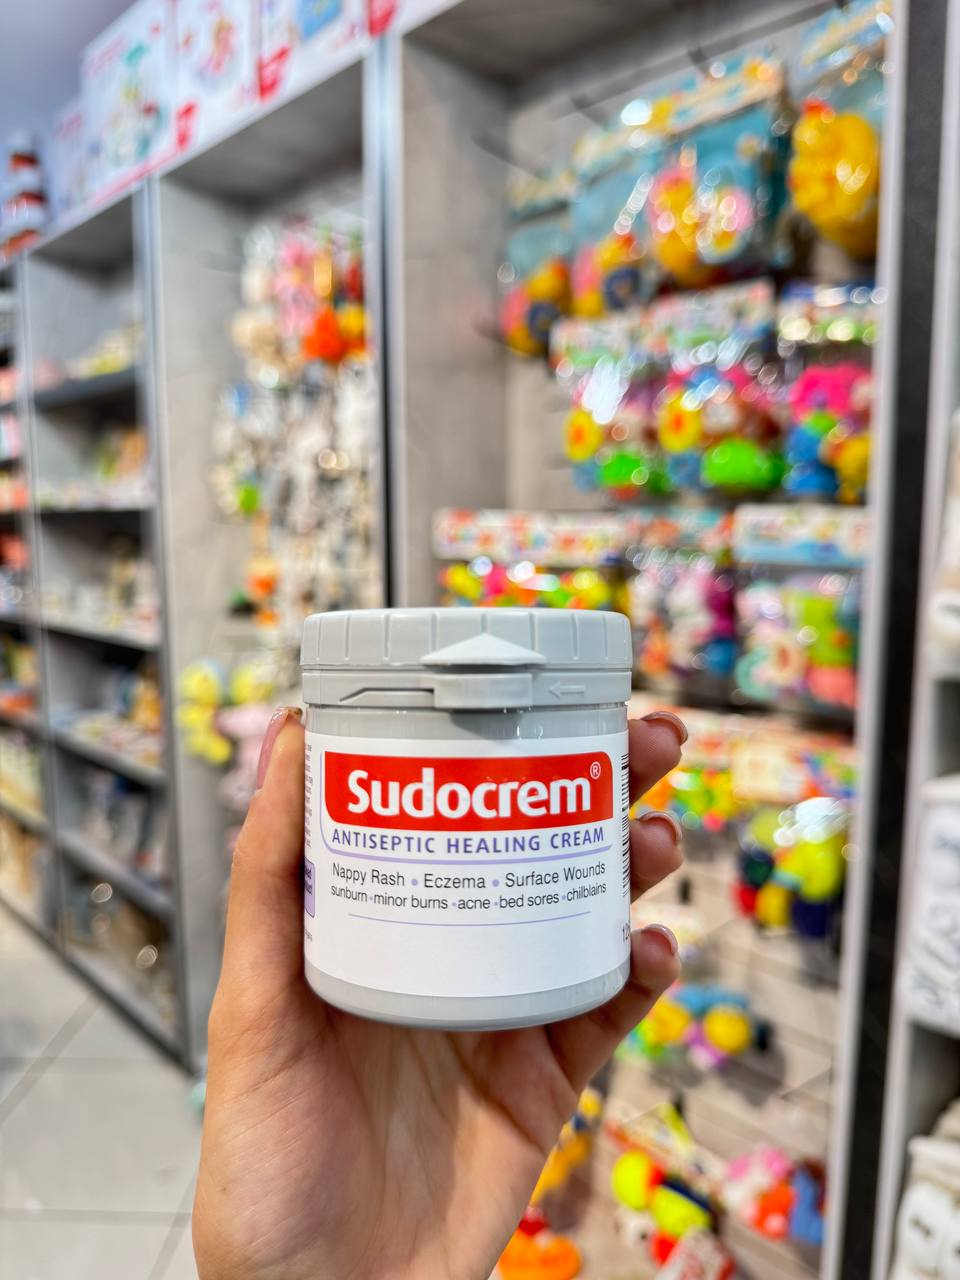 Sudocrem®
ANTISEPTIC HEALING CREAM
Nappy Rash • Eczema • Surface Wounds
sunburn•minor burns•acne•bed sores•chilblains